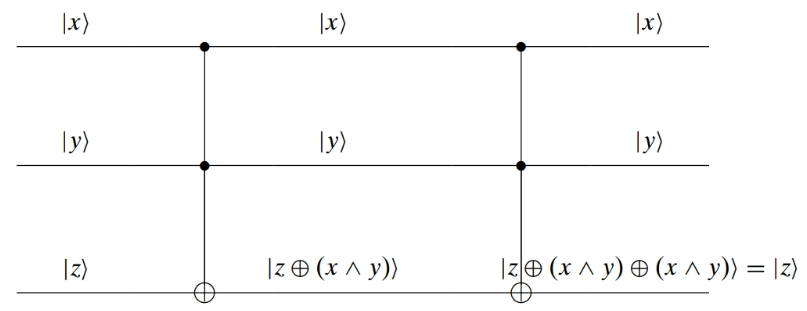 |x⟩ |x⟩ |x⟩
|y⟩ |y⟩ |y⟩
|z⟩ |z ⊕ (x ∧ y)⟩ |z ⊕ (x ∧ y) ⊕ (x ∧ y)⟩ = |z⟩